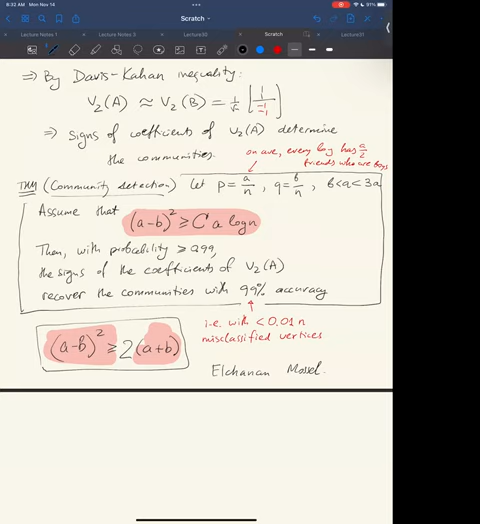 8:32 AM Mon Nov 14
Scratch
91%
Lecture Notes 1
Lecture Notes 3
Lecture30
Scratch
Lecture31
⇒ By Davis-Kahan inequality:
V₂(A) ≈ V₂(B) = 1/√n [1 / -1]
⇒ signs of coefficients of V₂(A) determine
the communities.
on ave, every boy has a/2
friends who are boys
THM (Community detection) Let p = a/n, q = b/n, b<a<3a
Assume that
(a-b)² ≥ C a log n
Then, with probability ≥ 0.99,
the signs of the coefficients of V₂(A)
recover the communities with 99% accuracy
i.e. with < 0.01 n
misclassified vertices
(a-b)² ≥ 2(a+b)
Elchanan Mossel.